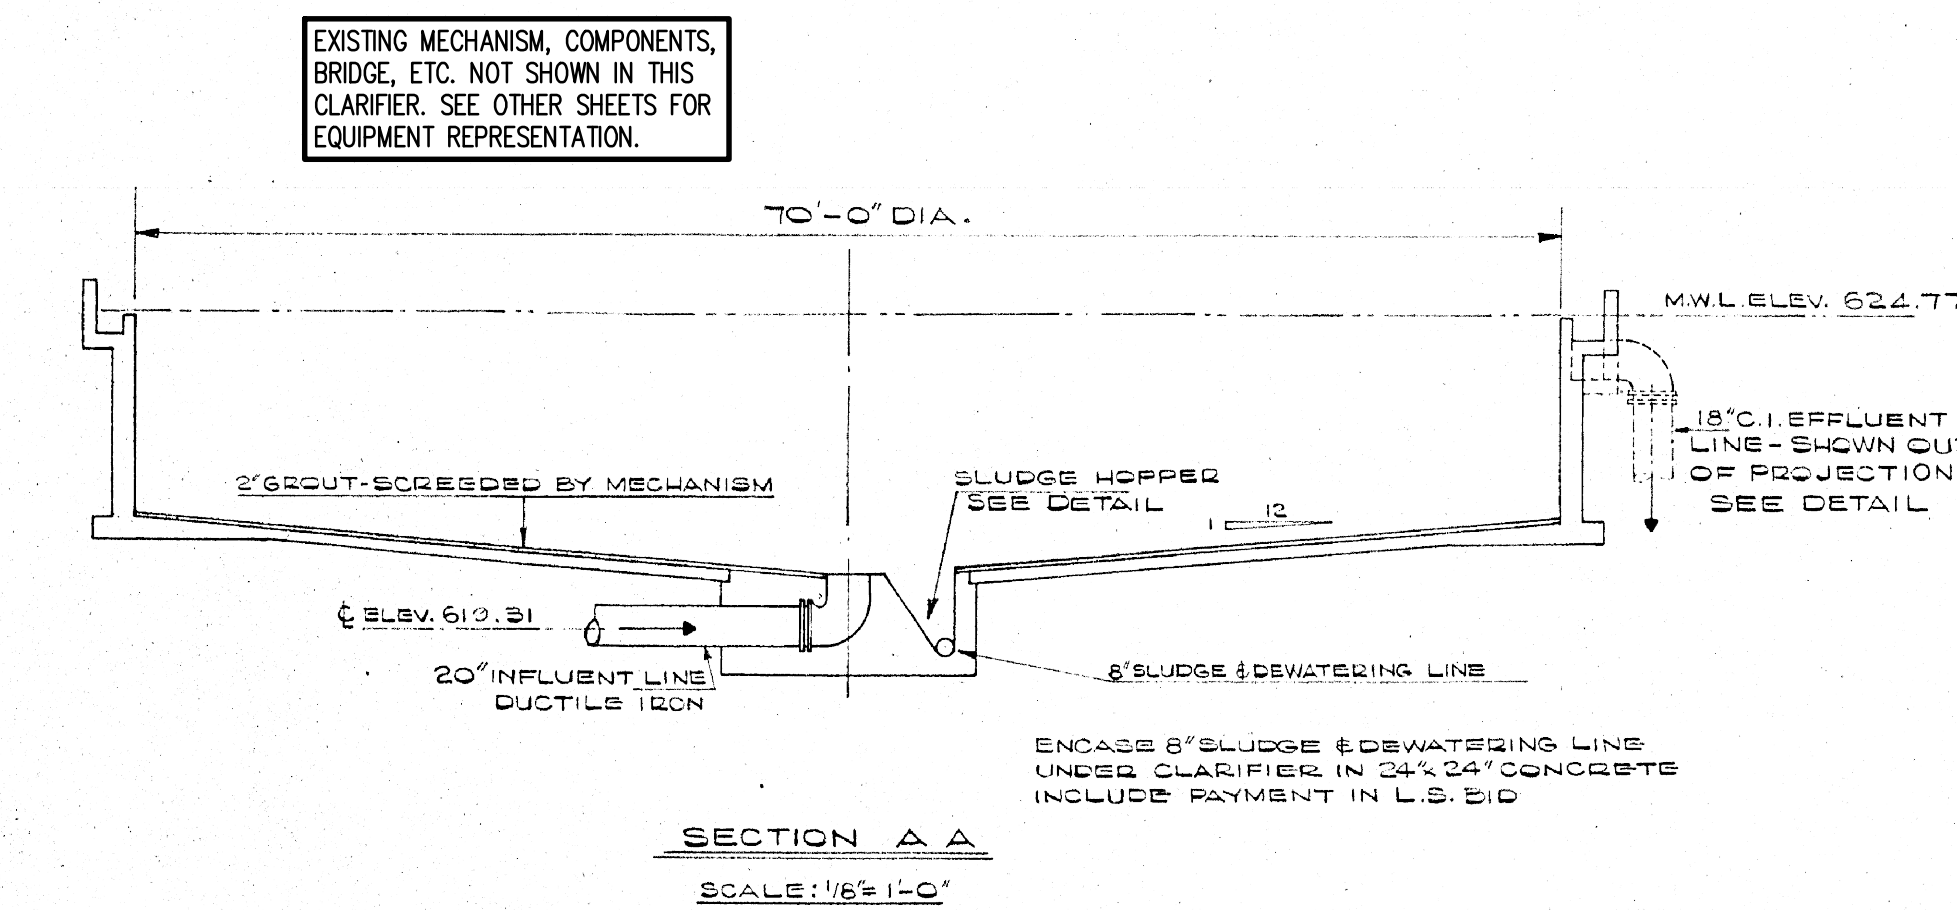 EXISTING MECHANISM, COMPONENTS,
BRIDGE, ETC. NOT SHOWN IN THIS
CLARIFIER. SEE OTHER SHEETS FOR
EQUIPMENT REPRESENTATION.
70'-0" DIA.
M.W.L. ELEV. 624.77
18" C.I. EFFLUENT
LINE - SHOWN OU
OF PROJECTION
SEE DETAIL
2" GROUT-SCREEDED BY MECHANISM
SLUDGE HOPPER
SEE DETAIL
12
1
℄ ELEV. 610.31
20" INFLUENT LINE
DUCTILE IRON
8" SLUDGE & DEWATERING LINE
ENCASE 8" SLUDGE & DEWATERING LINE
UNDER CLARIFIER IN 24" x 24" CONCRETE
INCLUDE PAYMENT IN L.S. BID
SECTION A A
SCALE: 1/8" = 1'-0"